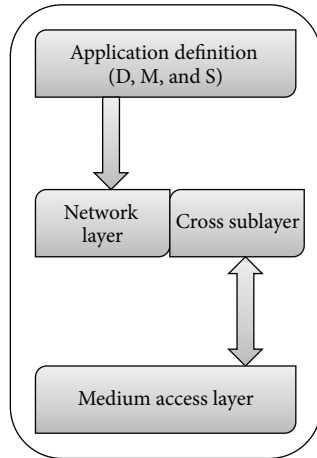 Application definition
(D, M, and S)
Network
layer
Cross sublayer
Medium access layer